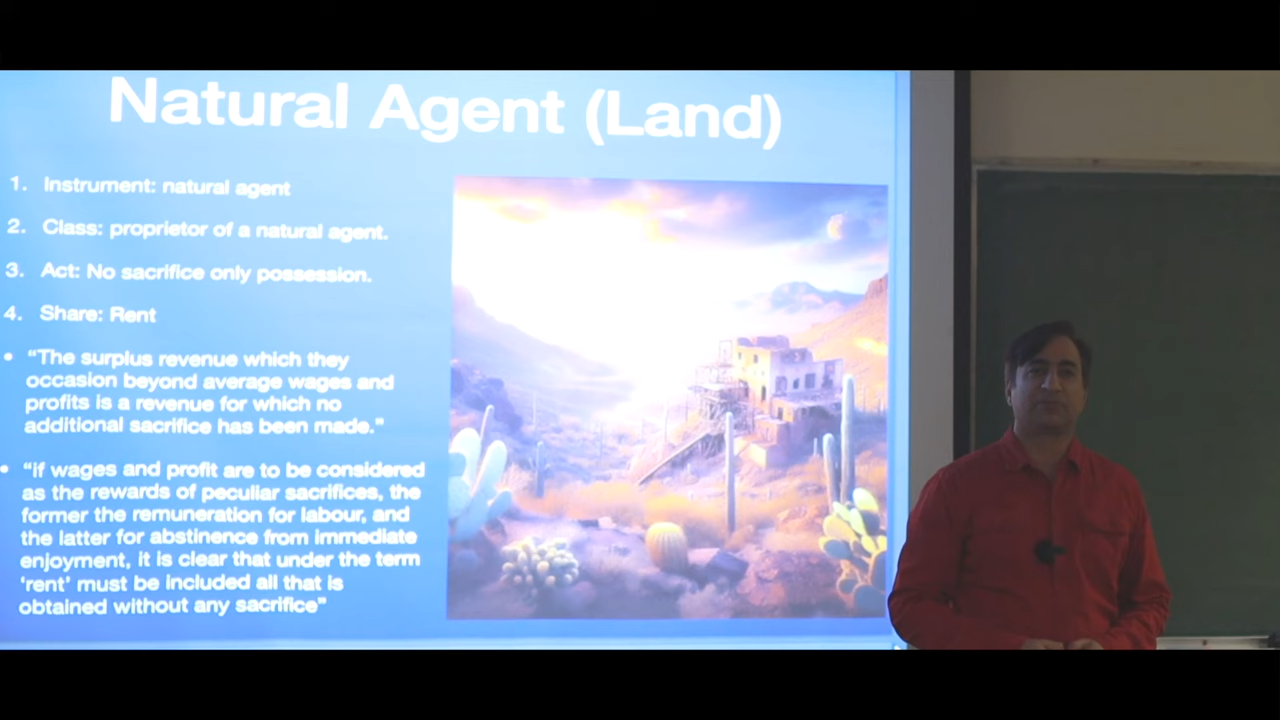 Natural Agent (Land)
1. Instrument: natural agent
2. Class: proprietor of a natural agent.
3. Act: No sacrifice only possession.
4. Share: Rent
• “The surplus revenue which they
occasion beyond average wages and
profits is a revenue for which no
additional sacrifice has been made.”
• “if wages and profit are to be considered
as the rewards of peculiar sacrifices, the
former the remuneration for labour, and
the latter for abstinence from immediate
enjoyment, it is clear that under the term
‘rent’ must be included all that is
obtained without any sacrifice”